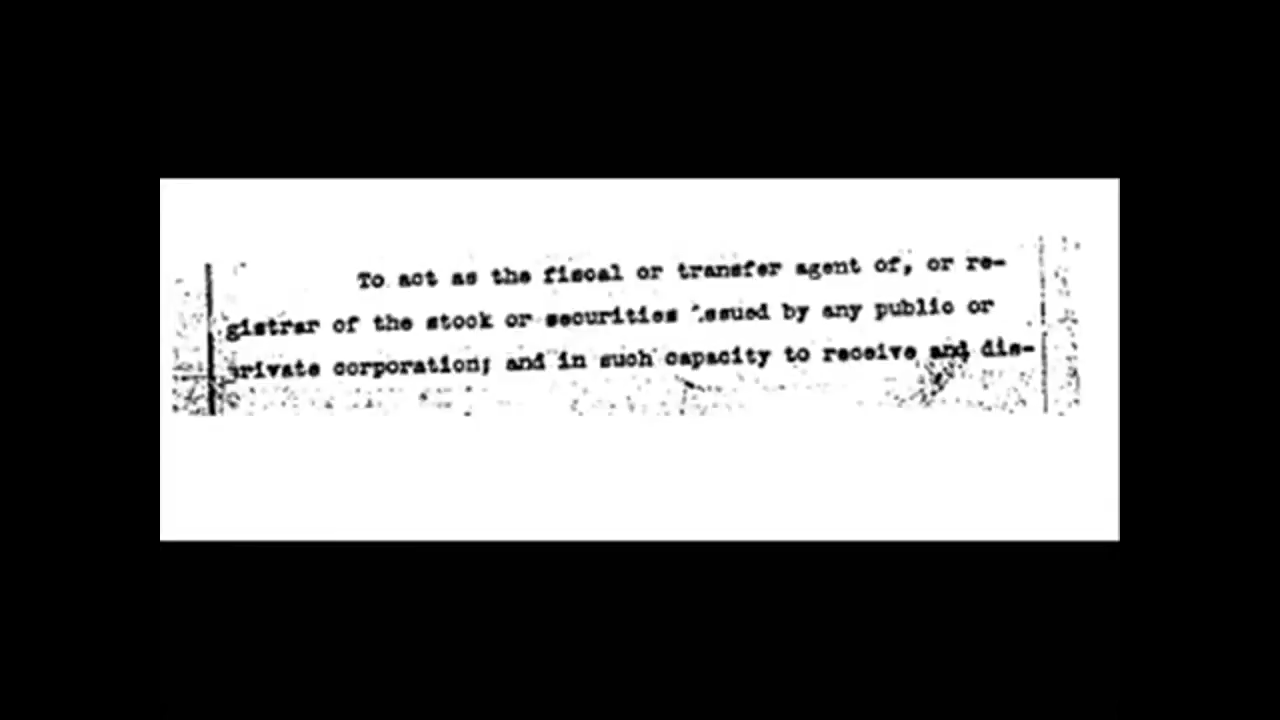 To act as the fiscal or transfer agent of, or re-
gistrar of the stock or securities issued by any public or
private corporation; and in such capacity to receive and dis-